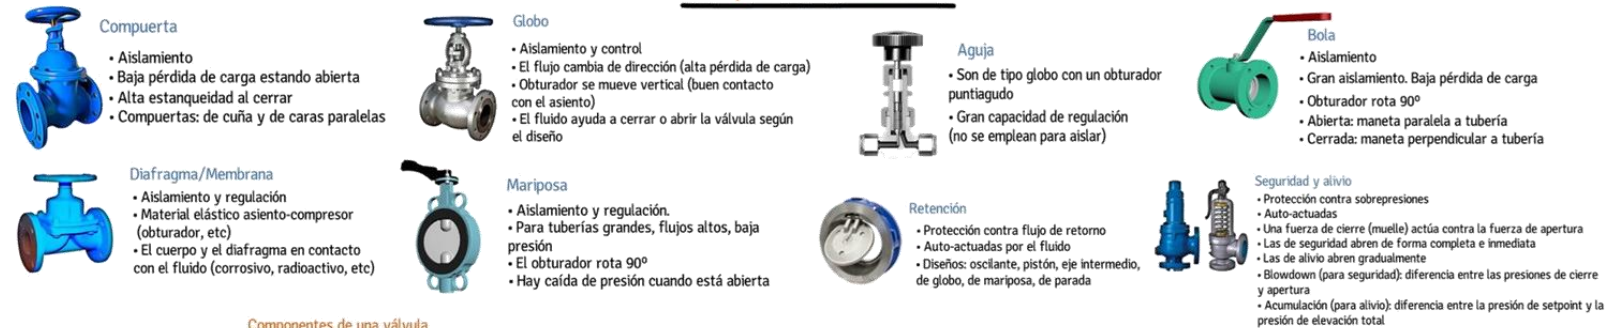 Compuerta
• Aislamiento
• Baja pérdida de carga estando abierta
• Alta estanqueidad al cerrar
• Compuertas: de cuña y de caras paralelas
Globo
• Aislamiento y control
• El flujo cambia de dirección (alta pérdida de carga)
• Obturador se mueve vertical (buen contacto
con el asiento)
• El fluido ayuda a cerrar o abrir la válvula según
el diseño
Aguja
• Son de tipo globo con un obturador
puntiagudo
• Gran capacidad de regulación
(no se emplean para aislar)
Bola
• Aislamiento
• Gran aislamiento. Baja pérdida de carga
• Obturador rota 90º
• Abierta: maneta paralela a tubería
• Cerrada: maneta perpendicular a tubería
Diafragma/Membrana
• Aislamiento y regulación
• Material elástico asiento-compresor
(obturador, etc)
• El cuerpo y el diafragma en contacto
con el fluido (corrosivo, radioactivo, etc)
Mariposa
• Aislamiento y regulación.
• Para tuberías grandes, flujos altos, baja
presión
• El obturador rota 90º
• Hay caída de presión cuando está abierta
Retención
• Protección contra flujo de retorno
• Auto-actuadas por el fluido
• Diseños: oscilante, pistón, eje intermedio,
de globo, de mariposa, de parada
Seguridad y alivio
• Protección contra sobrepresiones
• Auto-actuadas
• Una fuerza de cierre (muelle) actúa contra la fuerza de apertura
• Las de seguridad abren de forma completa e inmediata
• Las de alivio abren gradualmente
• Blowdown (para seguridad): diferencia entre las presiones de cierre
y apertura
• Acumulación (para alivio): diferencia entre la presión de setpoint y la
presión de elevación total
Componentes de una válvula